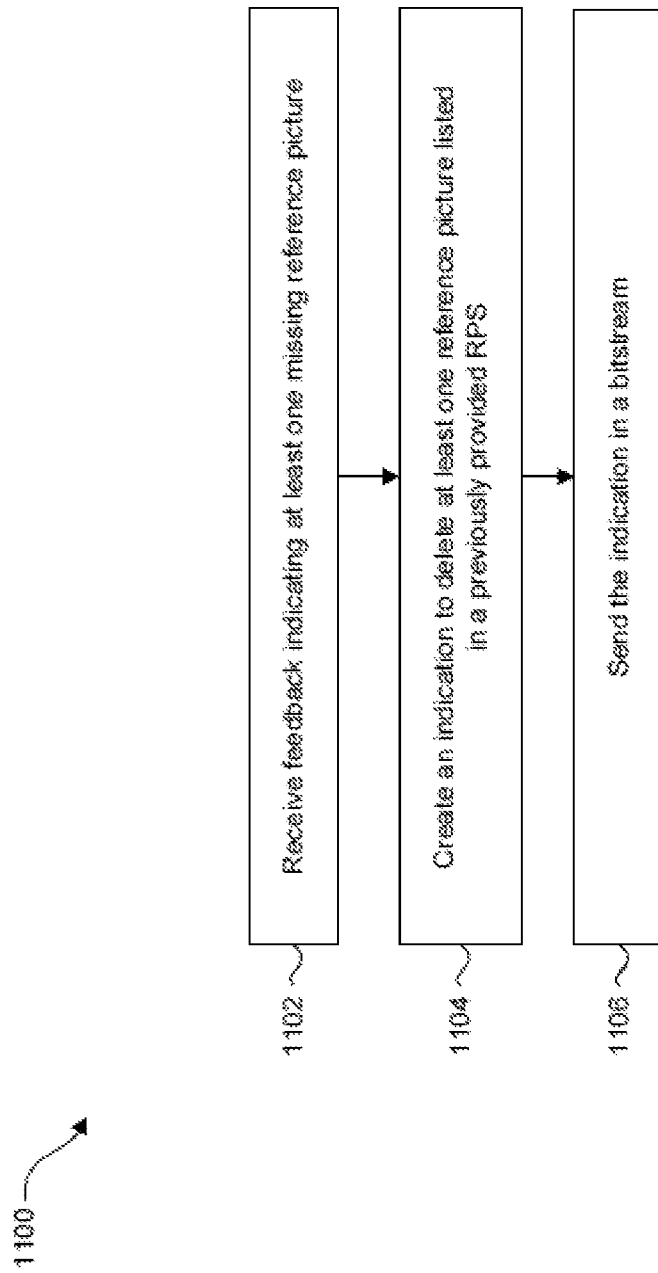 1100
1102
Receive feedback indicating at least one missing reference picture
1104
Create an indication to delete at least one reference picture listed
in a previously provided RPS
1106
Send the indication in a bitstream